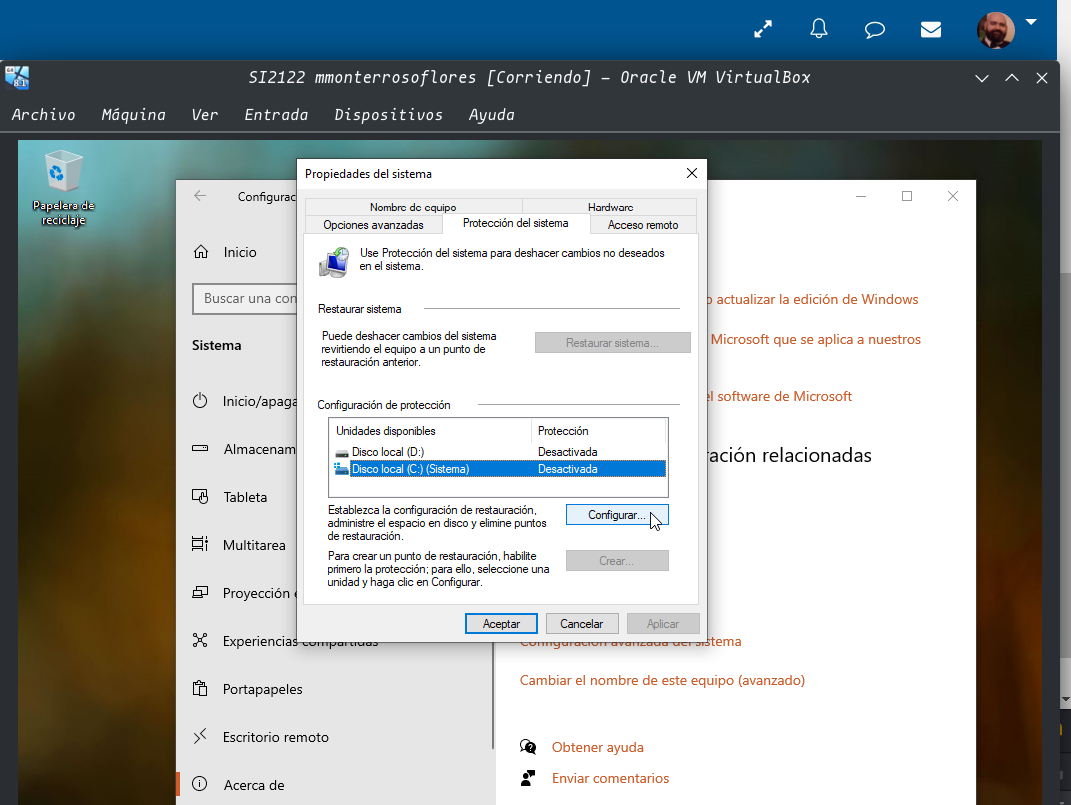 SI2122 mmonterrosoflores [Corriendo] – Oracle VM VirtualBox
Archivo Máquina Ver Entrada Dispositivos Ayuda
Papelera de
reciclaje
Configurac
Inicio
Buscar una con
Sistema
Inicio/apaga
Almacenam
Tableta
Multitarea
Proyección e
Experiencias compartidas
Portapapeles
Escritorio remoto
Acerca de
Propiedades del sistema
Nombre de equipo
Hardware
Opciones avanzadas
Protección del sistema
Acceso remoto
Use Protección del sistema para deshacer cambios no deseados
en el sistema.
Restaurar sistema
Puede deshacer cambios del sistema
revirtiendo el equipo a un punto de
restauración anterior.
Restaurar sistema...
Configuración de protección
Unidades disponibles Protección
Disco local (D:) Desactivada
Disco local (C:) (Sistema) Desactivada
Establezca la configuración de restauración,
administre el espacio en disco y elimine puntos
de restauración.
Configurar...
Para crear un punto de restauración, habilite
primero la protección; para ello, seleccione una
unidad y haga clic en Configurar.
Crear...
Aceptar
Cancelar
Aplicar
o actualizar la edición de Windows
Microsoft que se aplica a nuestros
el software de Microsoft
ración relacionadas
Configuración avanzada del sistema
Cambiar el nombre de este equipo (avanzado)
Obtener ayuda
Enviar comentarios